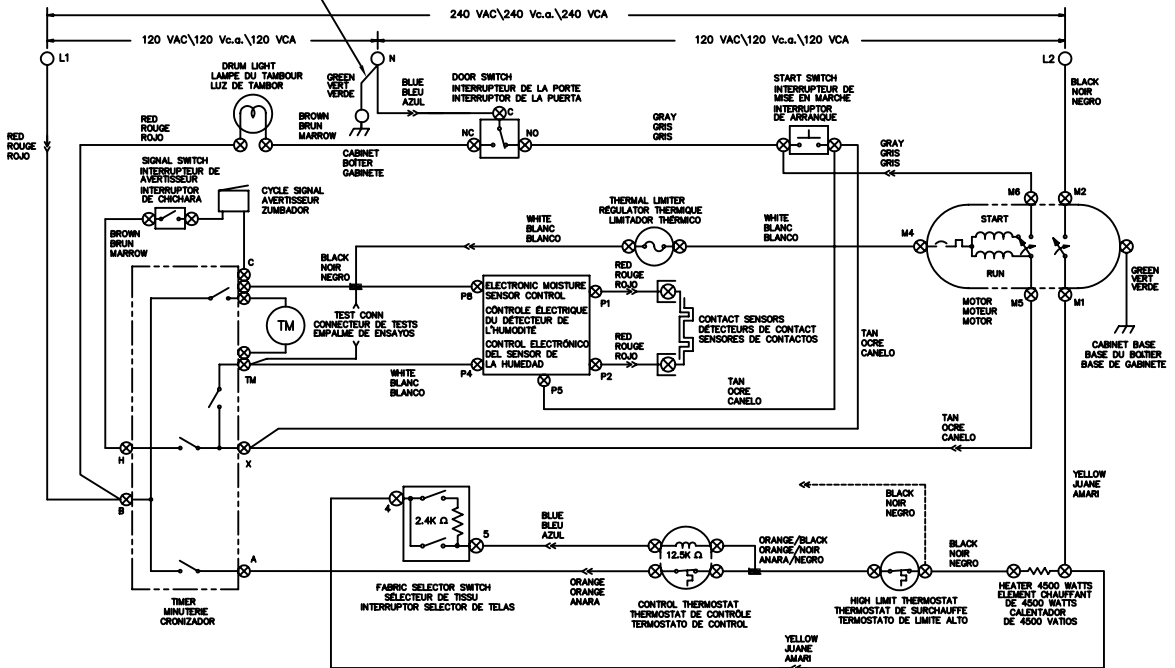 240 VAC\240 Vc.a.\240 VCA
120 VAC\120 Vc.a.\120 VCA
120 VAC\120 Vc.a.\120 VCA
L1
N
L2
DRUM LIGHT
LAMPE DU TAMBOUR
LUZ DE TAMBOR
GREEN
VERT
VERDE
BLUE
BLEU
AZUL
DOOR SWITCH
INTERRUPTEUR DE LA PORTE
INTERRUPTOR DE LA PUERTA
START SWITCH
INTERRUPTEUR DE
MISE EN MARCHE
INTERRUPTOR
DE ARRANQUE
BLACK
NOIR
NEGRO
RED
ROUGE
ROJO
RED
ROUGE
ROJO
BROWN
BRUN
MARROW
C
NC
NO
GRAY
GRIS
GRIS
GRAY
GRIS
GRIS
CABINET
BOÎTER
GABINETE
SIGNAL SWITCH
INTERRUPTEUR DE
AVERTISSEUR
INTERRUPTOR
DE CHICHARA
CYCLE SIGNAL
AVERTISSEUR
ZUMBADOR
THERMAL LIMITER
RÉGULATOR THERMIQUE
LIMITADOR THÉRMICO
M6
M2
WHITE
BLANC
BLANCO
WHITE
BLANC
BLANCO
M4
START
RUN
BROWN
BRUN
MARROW
BLACK
NOIR
NEGRO
C
RED
ROUGE
ROJO
GREEN
VERT
VERDE
P8
ELECTRONIC MOISTURE
SENSOR CONTROL
CÓNTRÔLE ÉLECTRIQUE
DU DÉTECTEUR DE
L'HUMODITÉ
CONTROL ELECTRÓNICO
DEL SENSOR DE
LA HUMEDAD
P1
M5
M1
MOTOR
MOTEUR
MOTOR
TM
TEST CONN
CONNECTEUR DE TESTS
EMPALME DE ENSAYOS
CONTACT SENSORS
DÉTECTEURS DE CONTACT
SENSORES DE CONTACTOS
TAN
OCRE
CANELO
CABINET BASE
BASE DU BOITIER
BASE DE GABINETE
RED
ROUGE
ROJO
TM
WHITE
BLANC
BLANCO
P4
P2
P5
TAN
OCRE
CANELO
TAN
OCRE
CANELO
H
X
YELLOW
JUANE
AMARI
B
4
2.4K Ω
5
BLUE
BLEU
AZUL
12.5K Ω
ORANGE/BLACK
ORANGE/NOIR
ANARA/NEGRO
BLACK
NOIR
NEGRO
BLACK
NOIR
NEGRO
A
ORANGE
ORANGE
ANARA
FABRIC SELECTOR SWITCH
SÉLECTEUR DE TISSU
INTERRUPTOR SELECTOR DE TELAS
CONTROL THERMOSTAT
THERMOSTAT DE CONTRÔLE
TERMOSTATO DE CONTROL
HIGH LIMIT THERMOSTAT
THERMOSTAT DE SURCHAUFFE
TERMOSTATO DE LIMITE ALTO
HEATER 4500 WATTS
ELEMENT CHAUFFANT
DE 4500 WATTS
CALENTADOR
DE 4500 VATIOS
TIMER
MINUTERIE
CRONIZADOR
YELLOW
JUANE
AMARI